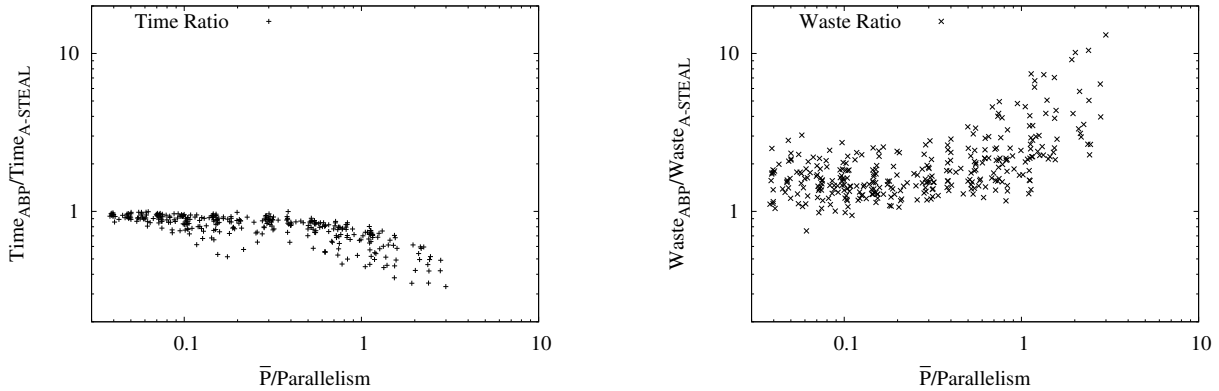 Time Ratio
10
1
0.1
1
10
Time_ABP/Time_A-STEAL
P̅/Parallelism
Waste Ratio
10
1
0.1
1
10
Waste_ABP/Waste_A-STEAL
P̅/Parallelism